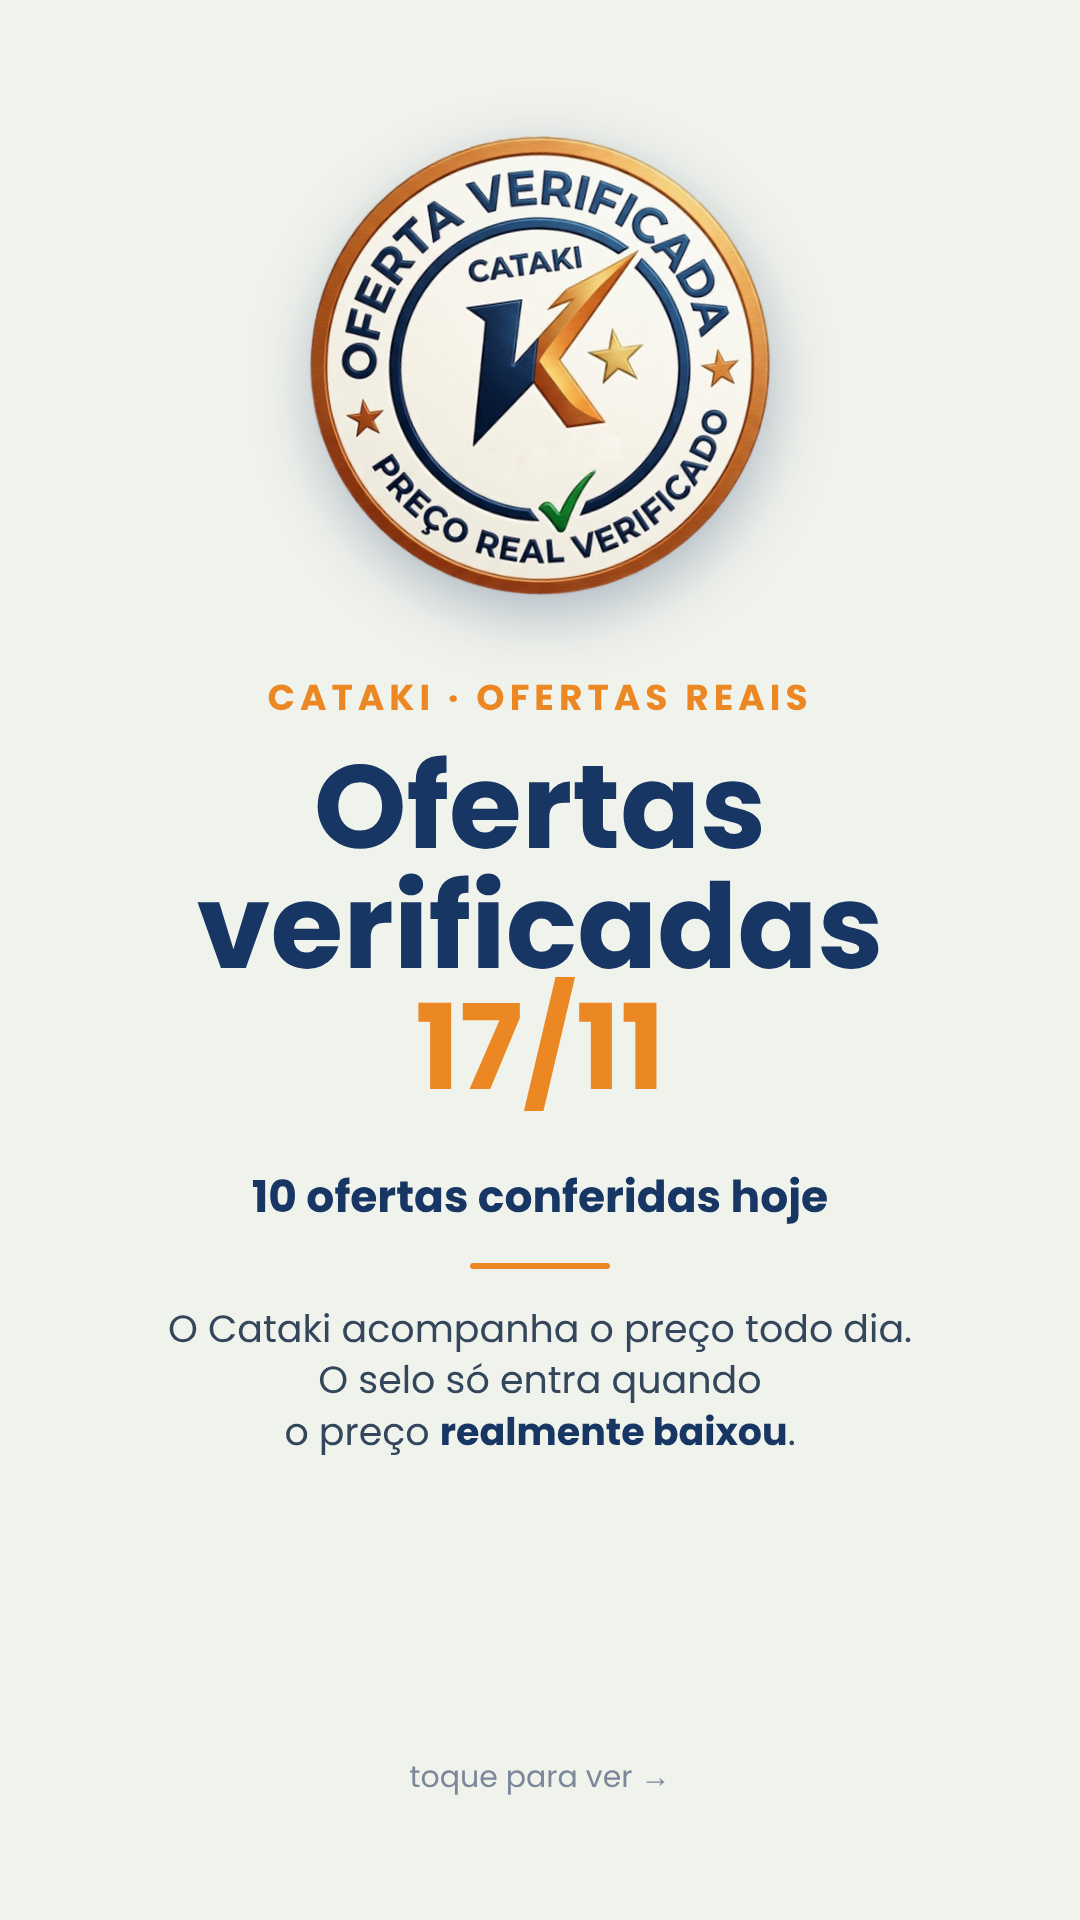 OFERTA VERIFICADA
CATAKI
PREÇO REAL VERIFICADO
CATAKI · OFERTAS REAIS
Ofertas
verificadas
17/11
10 ofertas conferidas hoje
O Cataki acompanha o preço todo dia.
O selo só entra quando
o preço realmente baixou.
toque para ver →